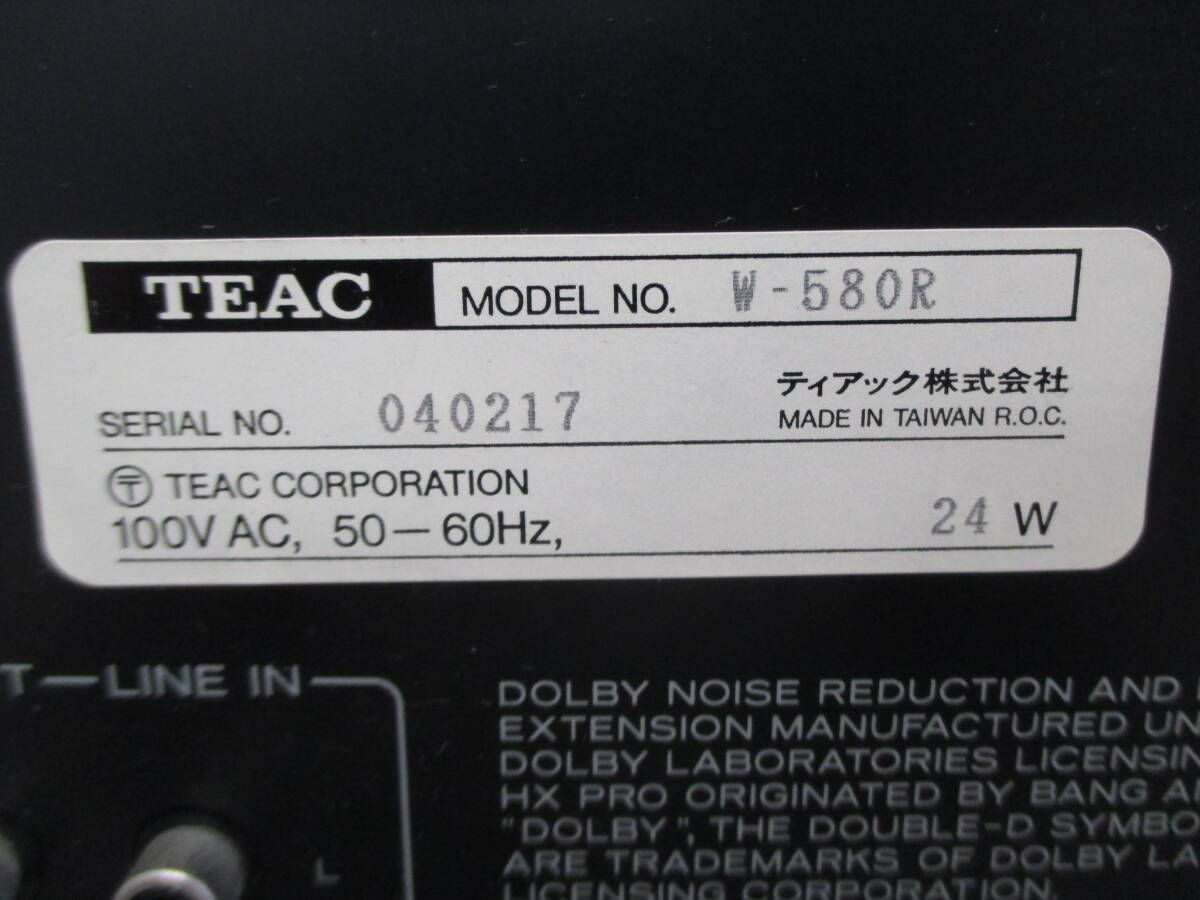 TEAC MODEL NO. W-580R
ティアック株式会社
SERIAL NO. 040217 MADE IN TAIWAN R.O.C.
〶 TEAC CORPORATION
100V AC, 50-60Hz, 24 W
T LINE IN
DOLBY NOISE REDUCTION AND
EXTENSION MANUFACTURED UN
DOLBY LABORATORIES LICENSIN
HX PRO ORIGINATED BY BANG A
"DOLBY", THE DOUBLE-D SYMBO
ARE TRADEMARKS OF DOLBY LA
LICENSING CORPORATION.
L